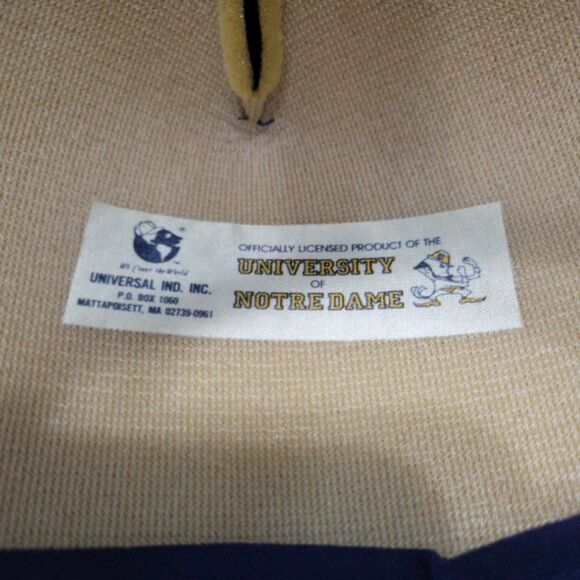 ®
We Cover the World
™
UNIVERSAL IND. INC.
P.O. BOX 1060
MATTAPOISETT, MA 02739-0961
OFFICIALLY LICENSED PRODUCT OF THE
UNIVERSITY
OF
NOTRE DAME